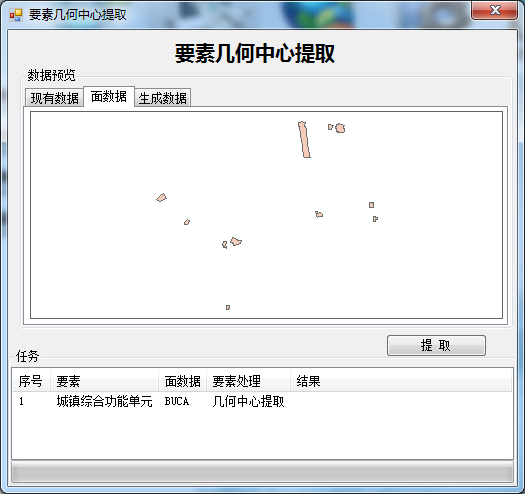 要素几何中心提取
要素几何中心提取
数据预览
现有数据 面数据 生成数据
提 取
任务
序号 要素 面数据 要素处理 结果
1 城镇综合功能单元 BUCA 几何中心提取